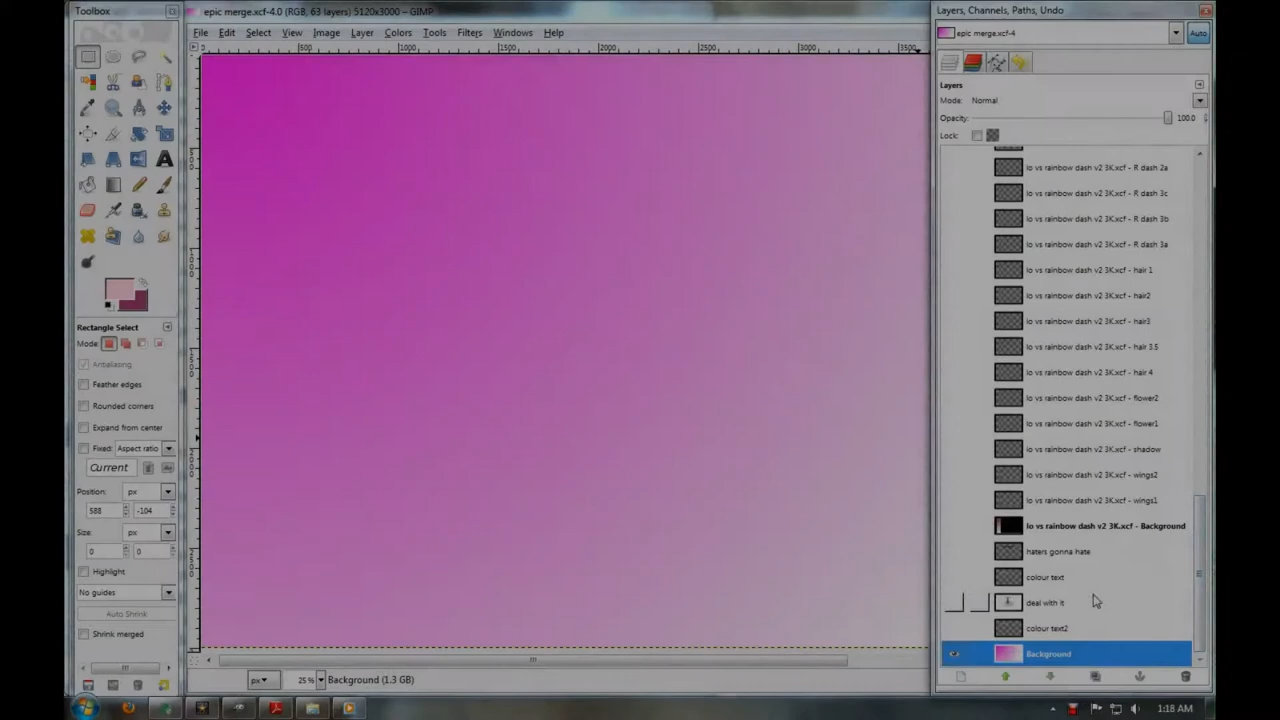 Toolbox
epic merge.xcf-4.0 (RGB, 63 layers) 5120x3000 – GIMP
Layers, Channels, Paths, Undo
File Edit Select View Image Layer Colors Tools Filters Windows Help
epic merge.xcf-4
Auto
0 500 1000 1500 2000 2500 3000 3500
Layers
Mode: Normal
Opacity: 100.0
Lock:
lo vs rainbow dash v2 3K.xcf - R dash 2a
lo vs rainbow dash v2 3K.xcf - R dash 3c
lo vs rainbow dash v2 3K.xcf - R dash 3b
lo vs rainbow dash v2 3K.xcf - R dash 3a
lo vs rainbow dash v2 3K.xcf - hair 1
lo vs rainbow dash v2 3K.xcf - hair2
lo vs rainbow dash v2 3K.xcf - hair3
lo vs rainbow dash v2 3K.xcf - hair 3.5
lo vs rainbow dash v2 3K.xcf - hair 4
lo vs rainbow dash v2 3K.xcf - flower2
lo vs rainbow dash v2 3K.xcf - flower1
lo vs rainbow dash v2 3K.xcf - shadow
lo vs rainbow dash v2 3K.xcf - wings2
lo vs rainbow dash v2 3K.xcf - wings1
lo vs rainbow dash v2 3K.xcf - Background
haters gonna hate
colour text
deal with it
colour text2
Background
Rectangle Select
Mode:
Antialiasing
Feather edges
Rounded corners
Expand from center
Fixed: Aspect ratio
Current
Position: px
588 -104
Size: px
0 0
Highlight
No guides
Auto Shrink
Shrink merged
px 25 % Background (1.3 GB)
1:18 AM